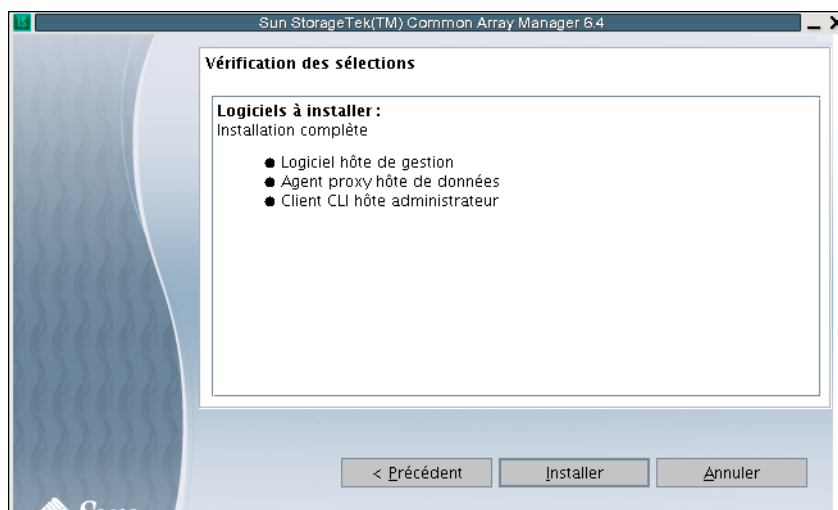 Sun StorageTek(TM) Common Array Manager 6.4
Vérification des sélections
Logiciels à installer :
Installation complète
● Logiciel hôte de gestion
● Agent proxy hôte de données
● Client CLI hôte administrateur
< Précédent
Installer
Annuler